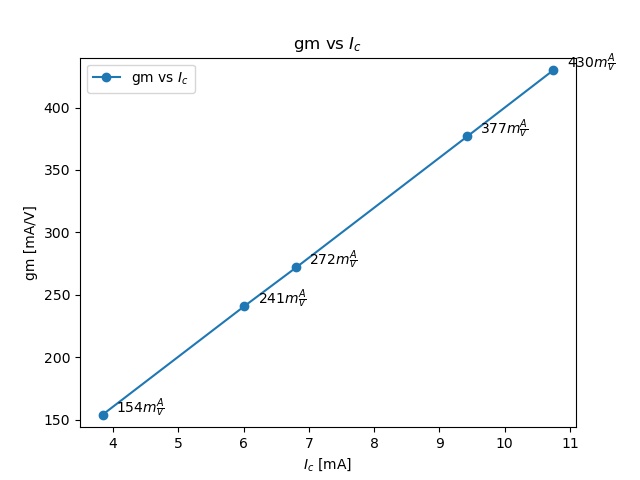 gm vs $I_c$
gm vs $I_c$
430$m\frac{A}{v}$
377$m\frac{A}{v}$
272$m\frac{A}{v}$
241$m\frac{A}{v}$
154$m\frac{A}{v}$
gm [mA/V]
400
350
300
250
200
150
4 5 6 7 8 9 10 11
$I_c$ [mA]